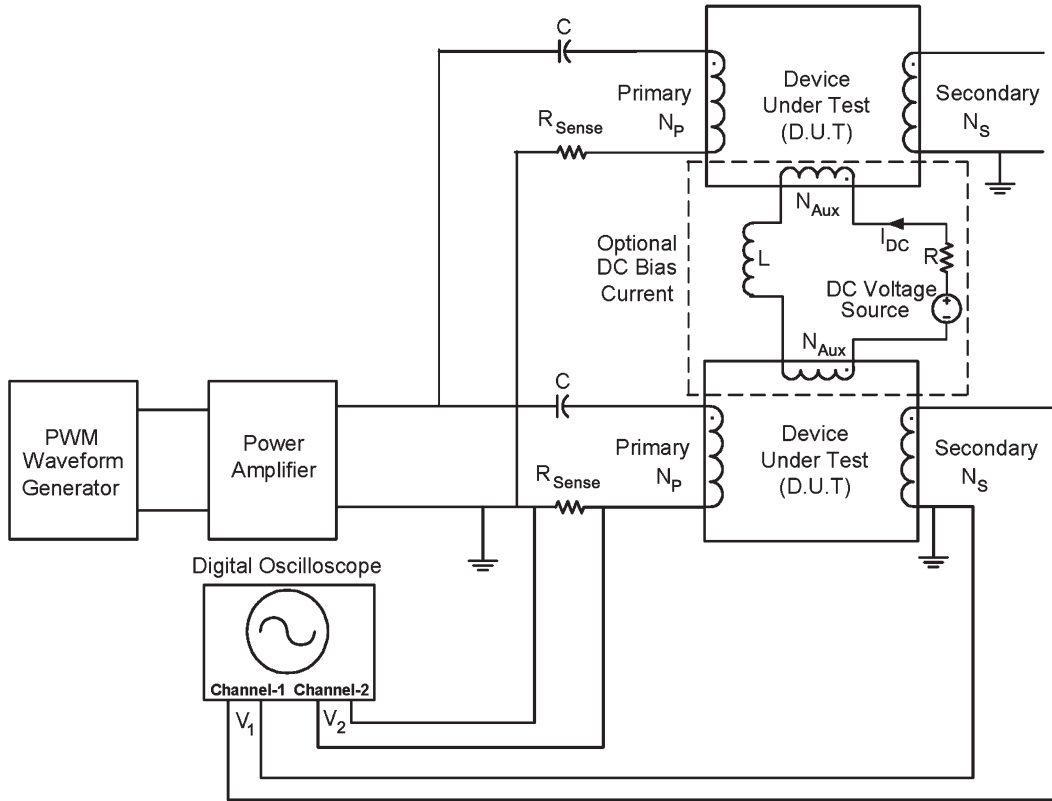 C
Primary
N_P
R_Sense
Device
Under Test
(D.U.T)
Secondary
N_S
N_Aux
I_DC
R
L
Optional
DC Bias
Current
DC Voltage
Source
+
-
N_Aux
C
PWM
Waveform
Generator
Power
Amplifier
Primary
N_P
R_Sense
Device
Under Test
(D.U.T)
Secondary
N_S
Digital Oscilloscope
Channel-1 Channel-2
V_1
V_2